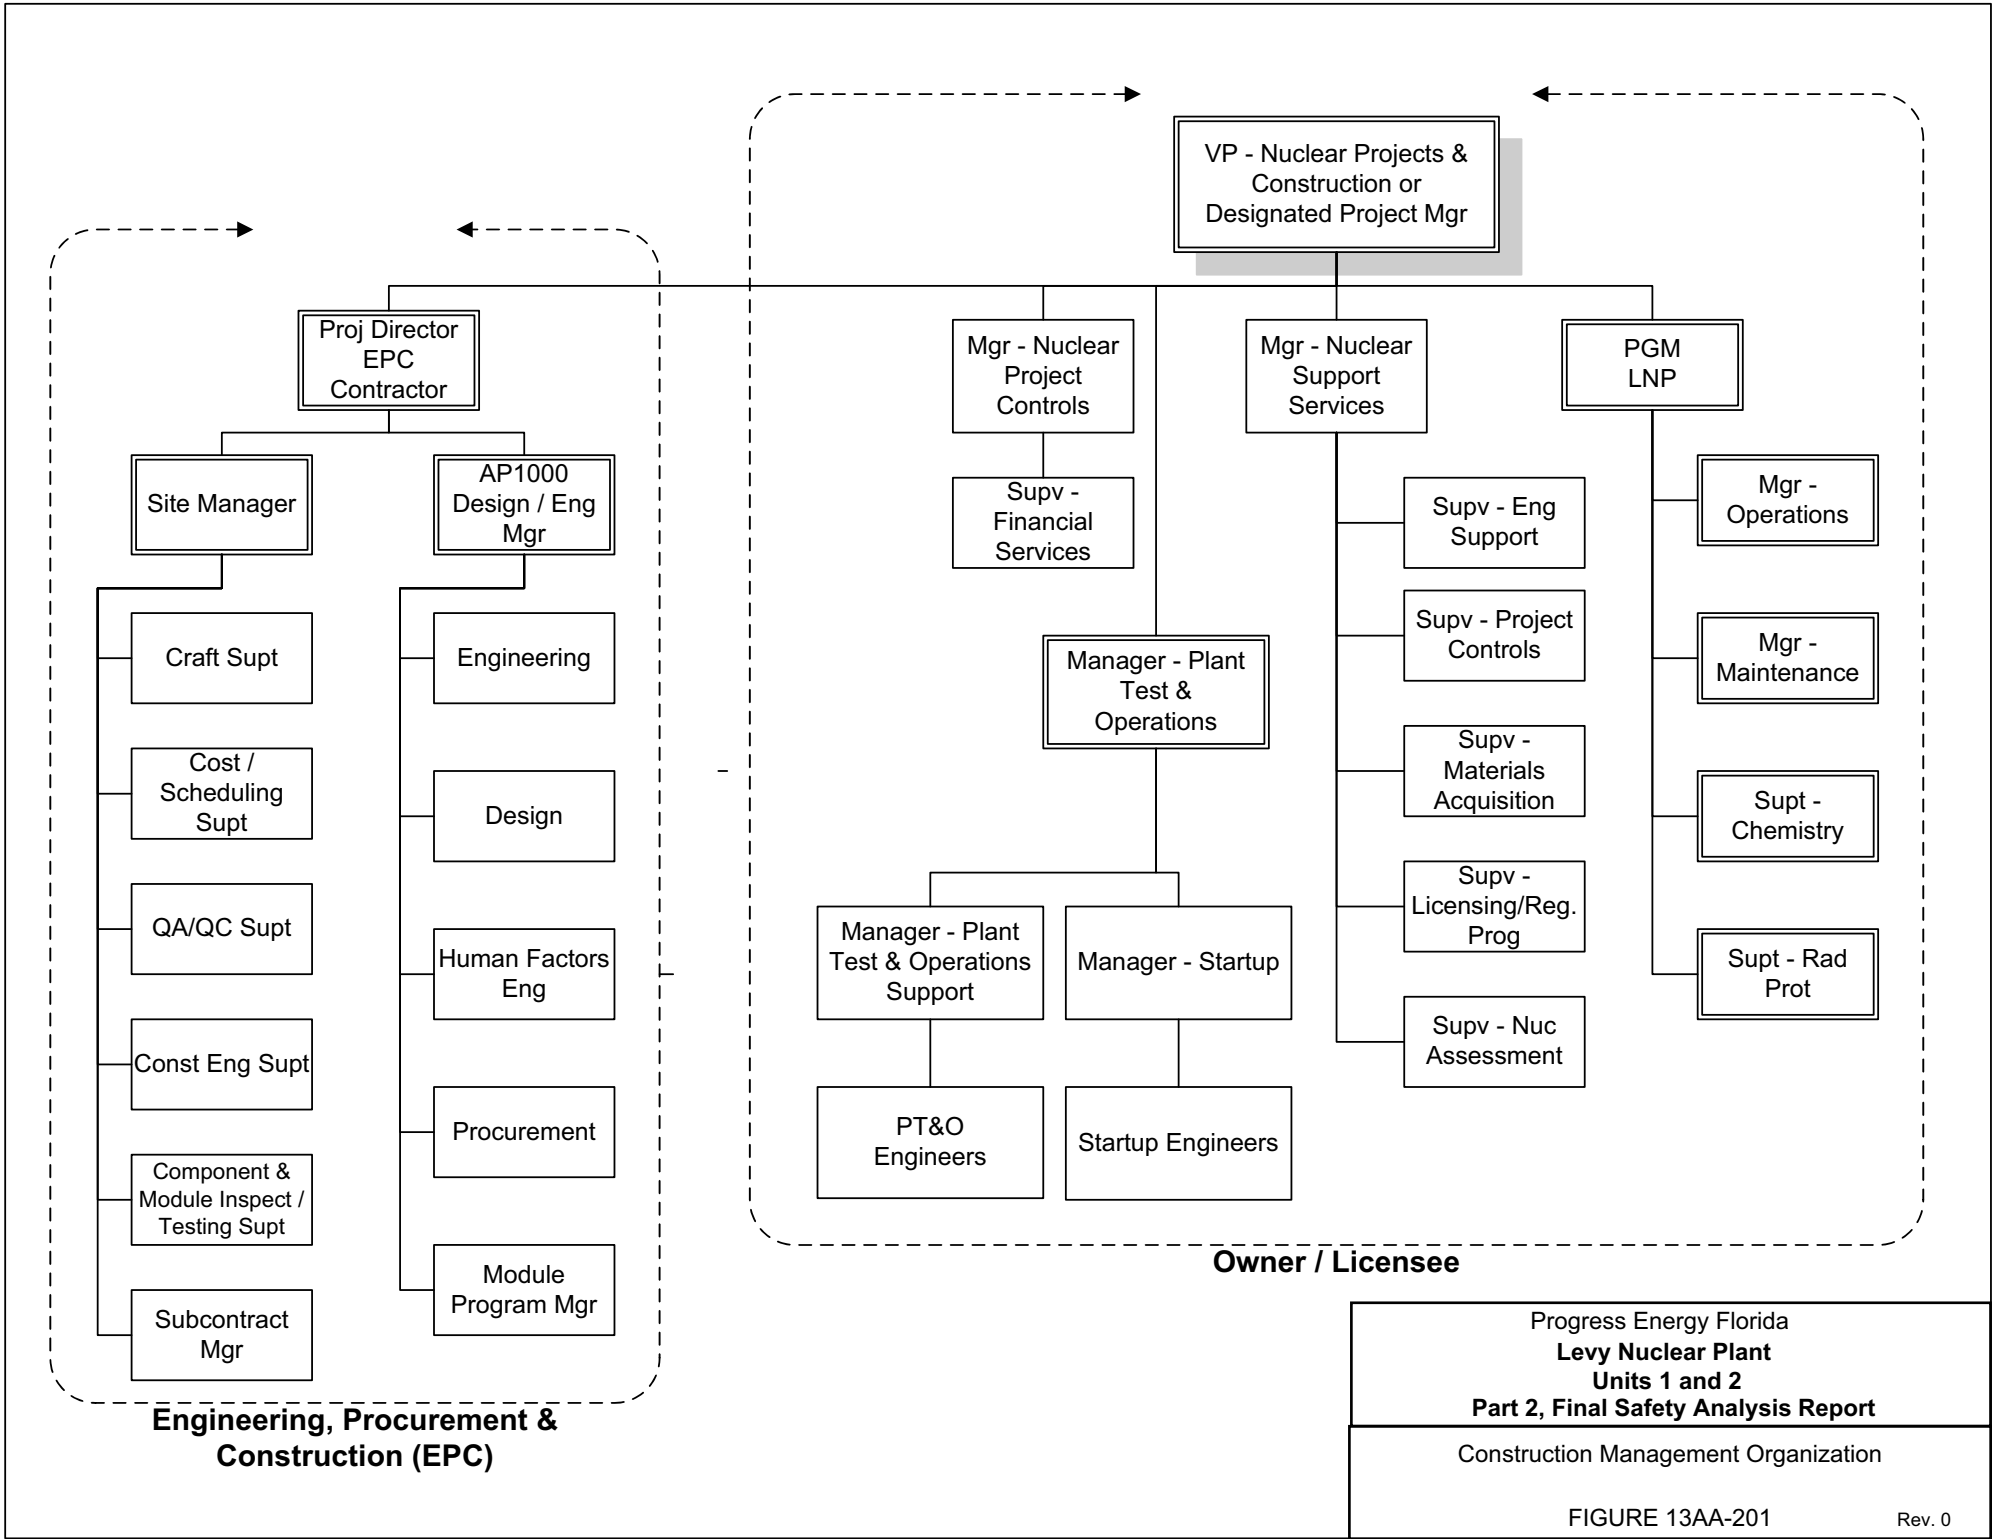 VP - Nuclear Projects &
Construction or
Designated Project Mgr
Proj Director
EPC
Contractor
Mgr - Nuclear
Project
Controls
Mgr - Nuclear
Support
Services
PGM
LNP
Site Manager
AP1000
Design / Eng
Mgr
Supv -
Financial
Services
Supv - Eng
Support
Mgr -
Operations
Craft Supt
Engineering
Manager - Plant
Test &
Operations
Supv - Project
Controls
Mgr -
Maintenance
Cost /
Scheduling
Supt
Design
Supv -
Materials
Acquisition
Supt -
Chemistry
QA/QC Supt
Human Factors
Eng
Manager - Plant
Test & Operations
Support
Manager - Startup
Supv -
Licensing/Reg.
Prog
Supt - Rad
Prot
Const Eng Supt
Procurement
PT&O
Engineers
Startup Engineers
Supv - Nuc
Assessment
Component &
Module Inspect /
Testing Supt
Module
Program Mgr
Subcontract
Mgr
Owner / Licensee
Engineering, Procurement &
Construction (EPC)
Progress Energy Florida
Levy Nuclear Plant
Units 1 and 2
Part 2, Final Safety Analysis Report
Construction Management Organization
FIGURE 13AA-201
Rev. 0